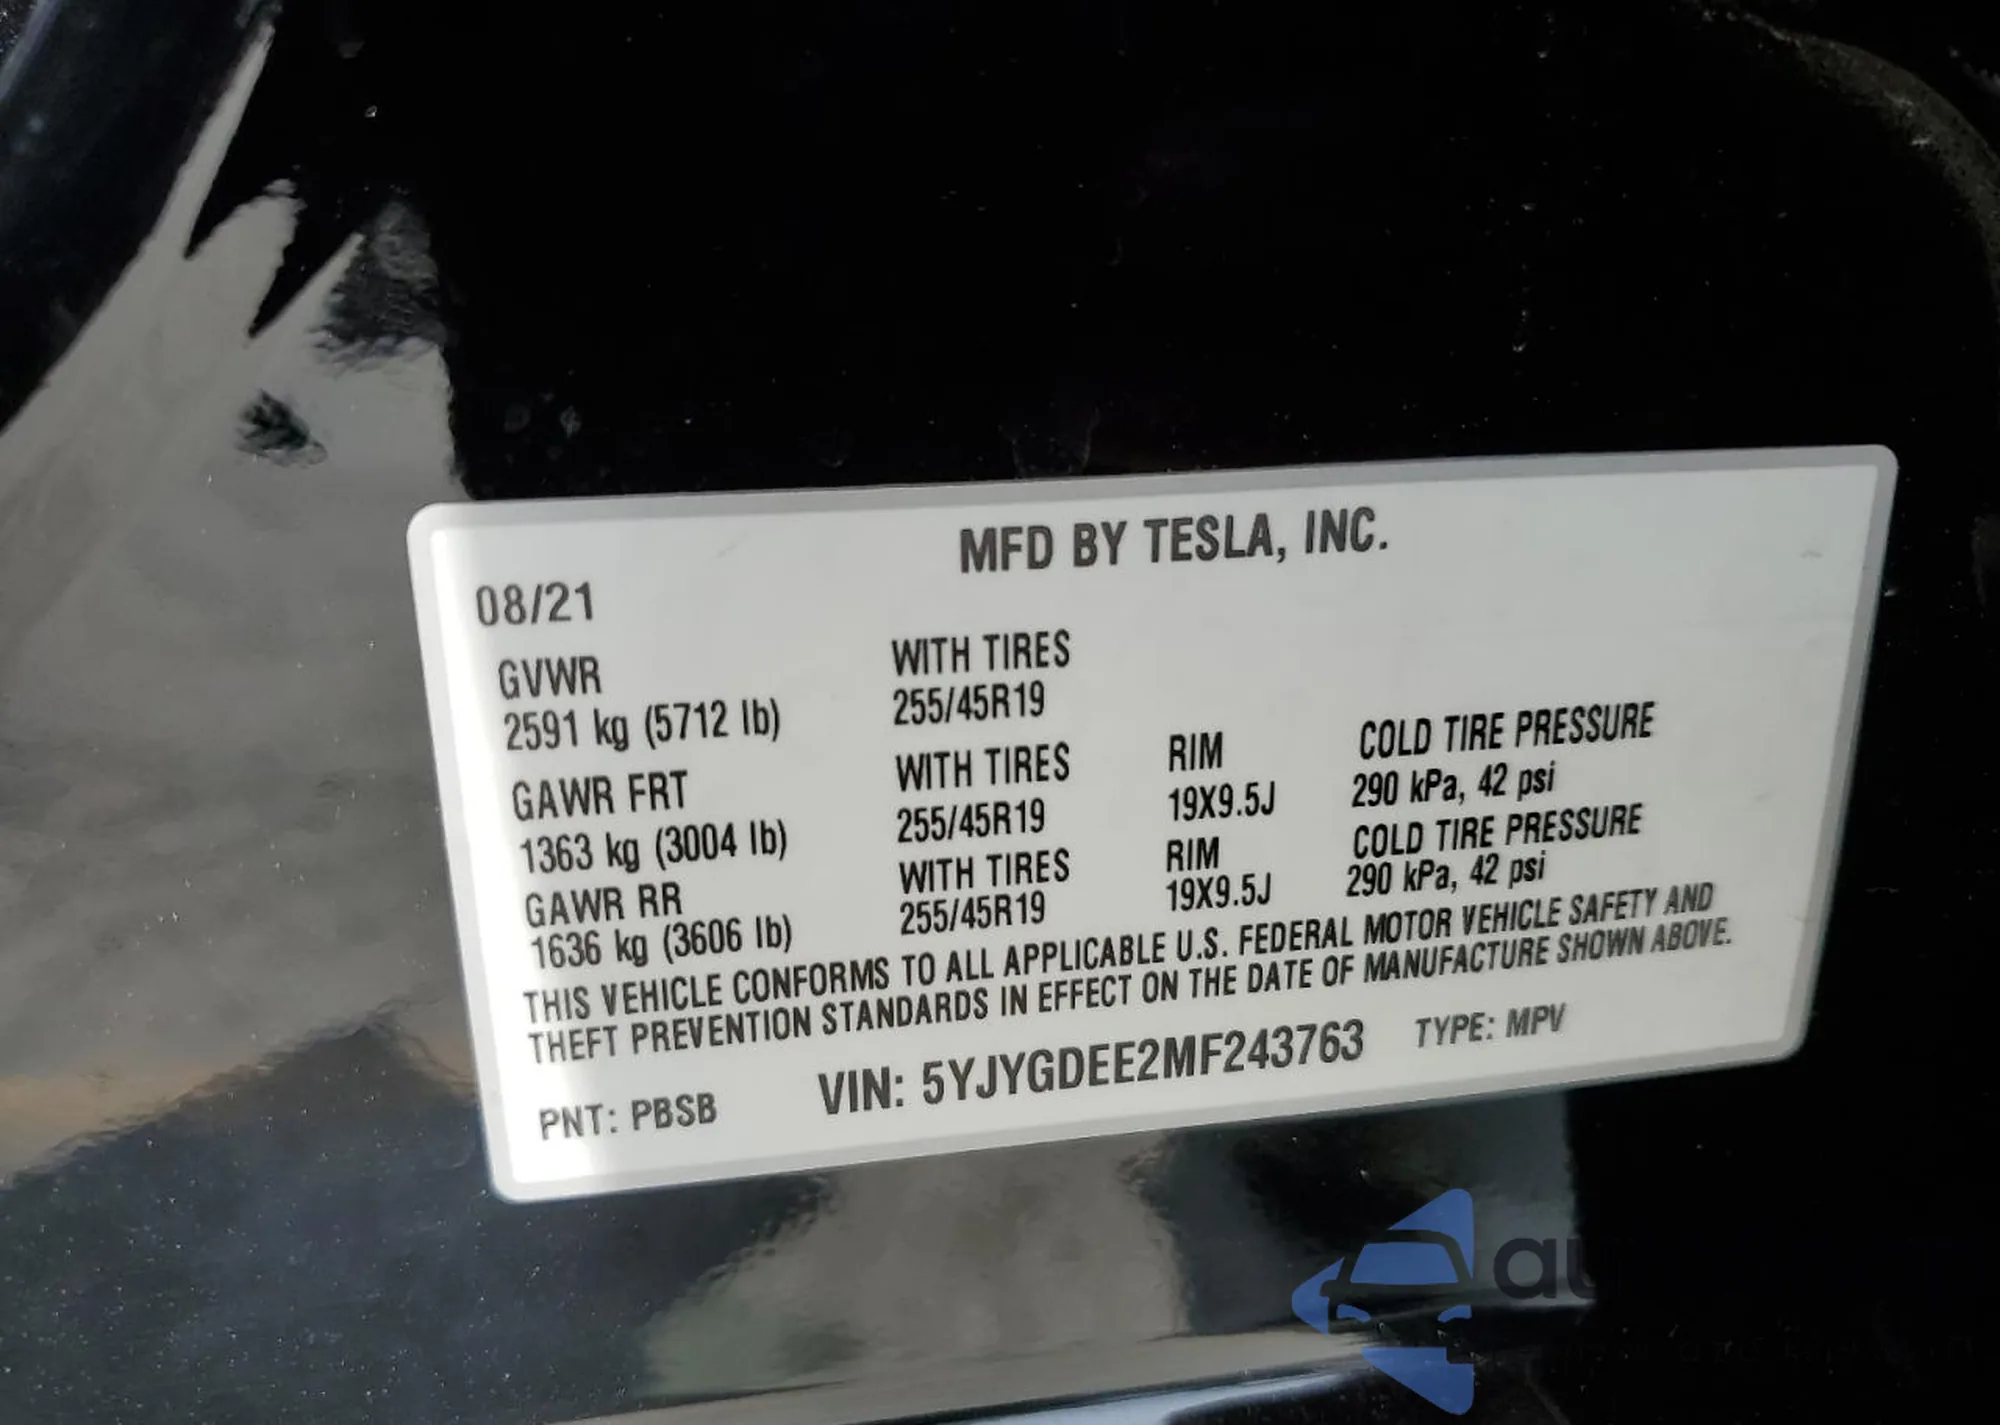 MFD BY TESLA, INC.
08/21
GVWR WITH TIRES
2591 kg (5712 lb) 255/45R19
GAWR FRT WITH TIRES RIM COLD TIRE PRESSURE
1363 kg (3004 lb) 255/45R19 19X9.5J 290 kPa, 42 psi
GAWR RR WITH TIRES RIM COLD TIRE PRESSURE
1636 kg (3606 lb) 255/45R19 19X9.5J 290 kPa, 42 psi
THIS VEHICLE CONFORMS TO ALL APPLICABLE U.S. FEDERAL MOTOR VEHICLE SAFETY AND
THEFT PREVENTION STANDARDS IN EFFECT ON THE DATE OF MANUFACTURE SHOWN ABOVE.
PNT: PBSB VIN: 5YJYGDEE2MF243763 TYPE: MPV